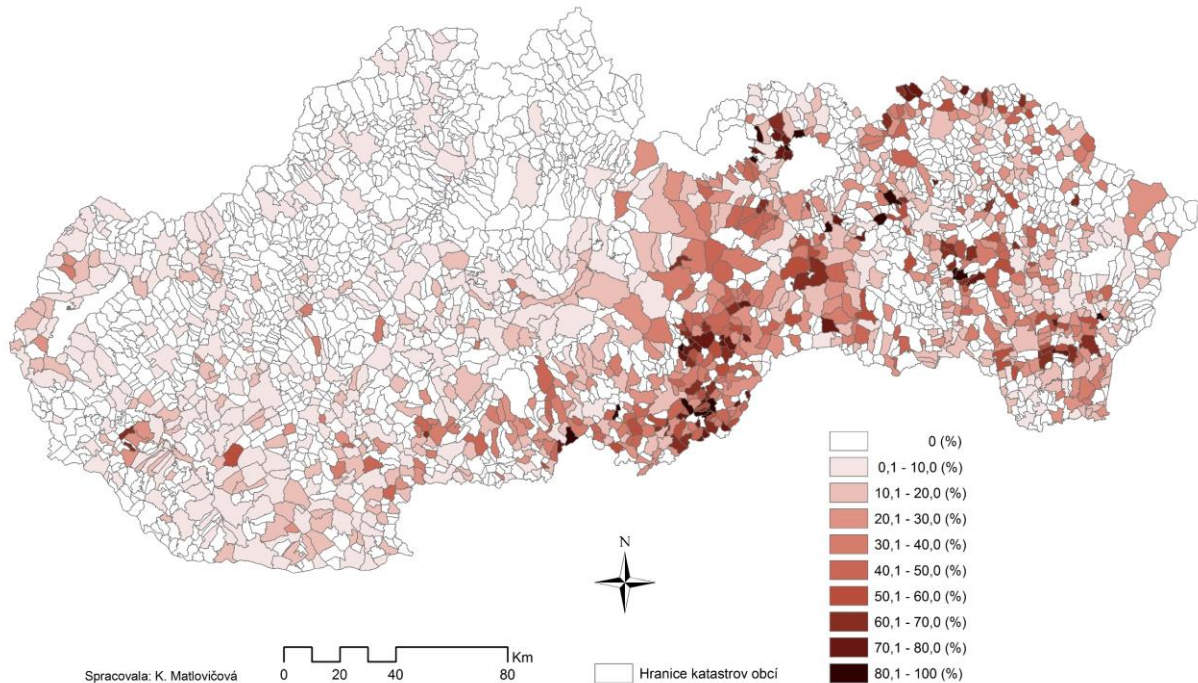 0 (%)
0,1 - 10,0 (%)
10,1 - 20,0 (%)
20,1 - 30,0 (%)
30,1 - 40,0 (%)
40,1 - 50,0 (%)
50,1 - 60,0 (%)
60,1 - 70,0 (%)
70,1 - 80,0 (%)
80,1 - 100 (%)
N
Km
0 20 40 80
Spracovala: K. Matlovičová
Hranice katastrov obcí